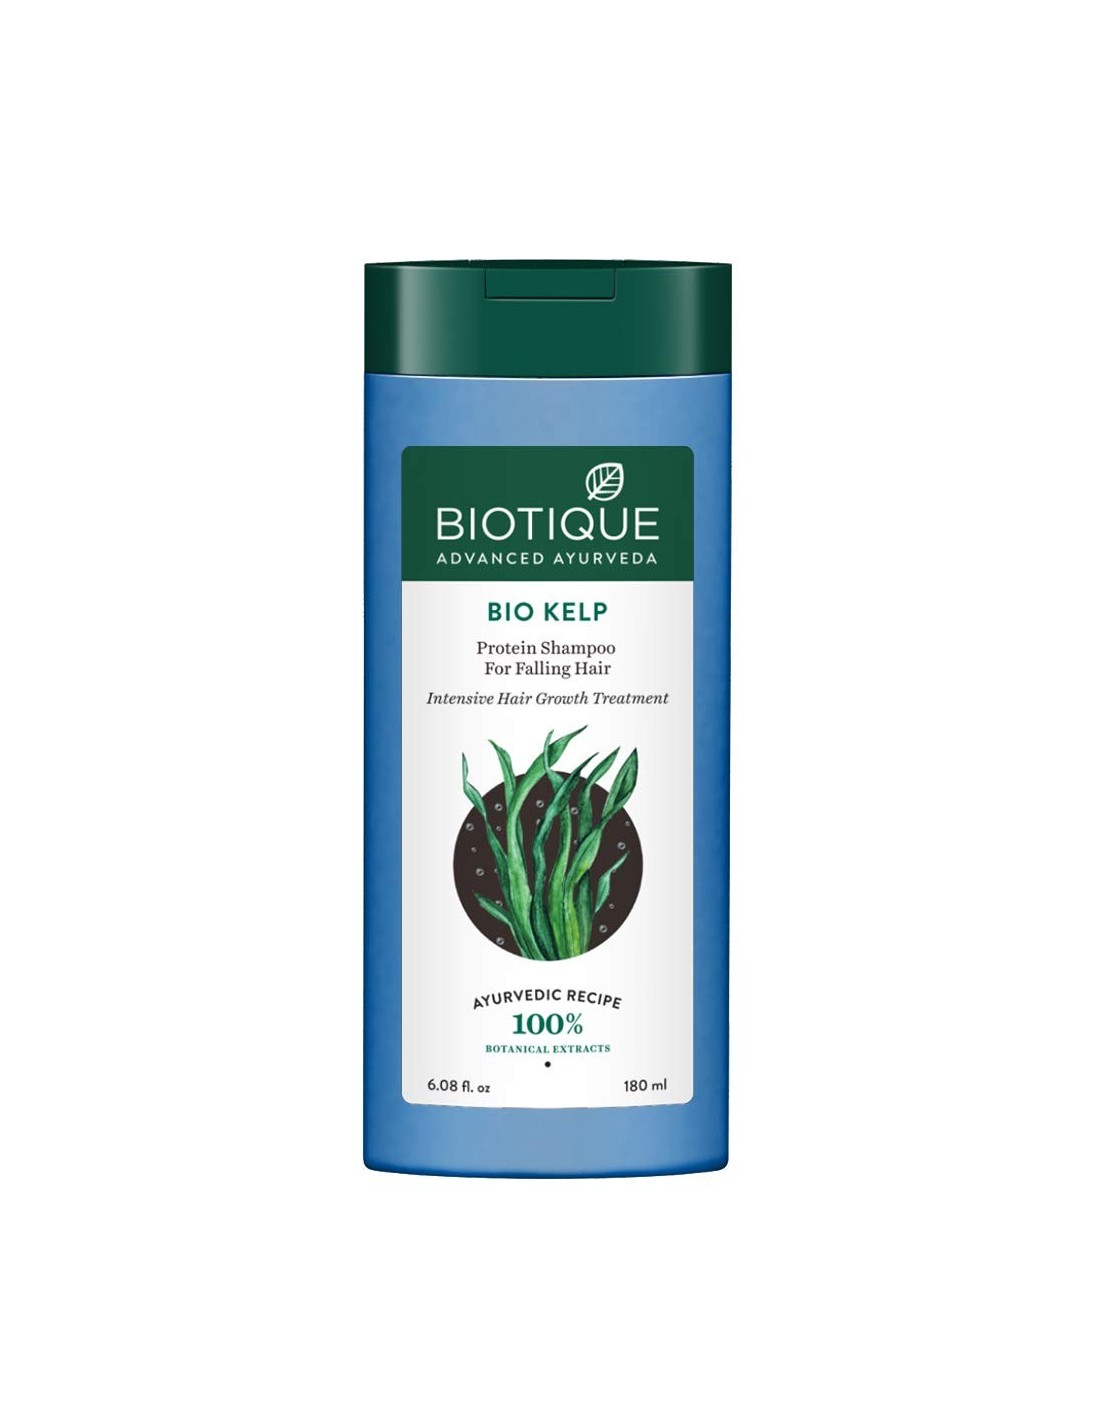 BIOTIQUE
ADVANCED AYURVEDA
BIO KELP
Protein Shampoo
For Falling Hair
Intensive Hair Growth Treatment
AYURVEDIC RECIPE
100%
BOTANICAL EXTRACTS
6.08 fl. oz 180 ml